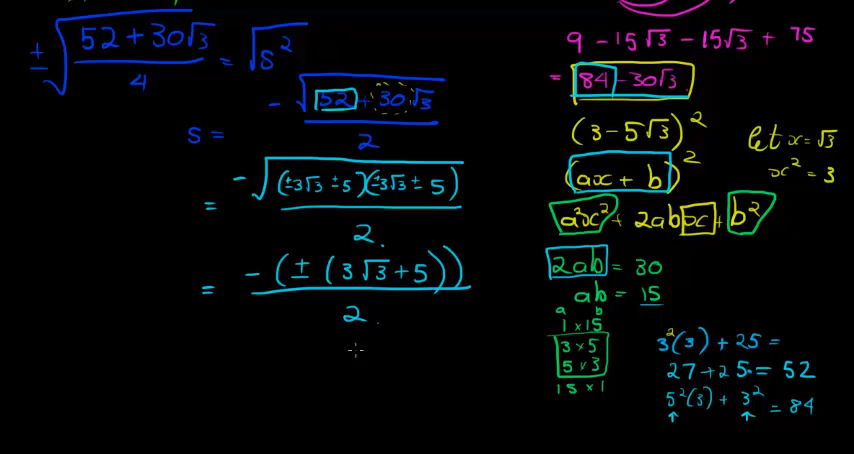 ± √(52 + 30√3 / 4) = √s²
s = - √(52 + 30√3) / 2
= - √((±3√3 ± 5)(±3√3 ± 5)) / 2.
= - (± (3√3 + 5)) / 2.
9 - 15√3 - 15√3 + 75
= 84 - 30√3.
(3 - 5√3)²
let x = √3
x² = 3
(ax + b)²
a²x² + 2abx + b²
2ab = 30
ab = 15
a b
1 × 15
3 × 5
5 × 3
15 × 1
3²(3) + 25 =
27 + 25 = 52
5²(3) + 3² = 84